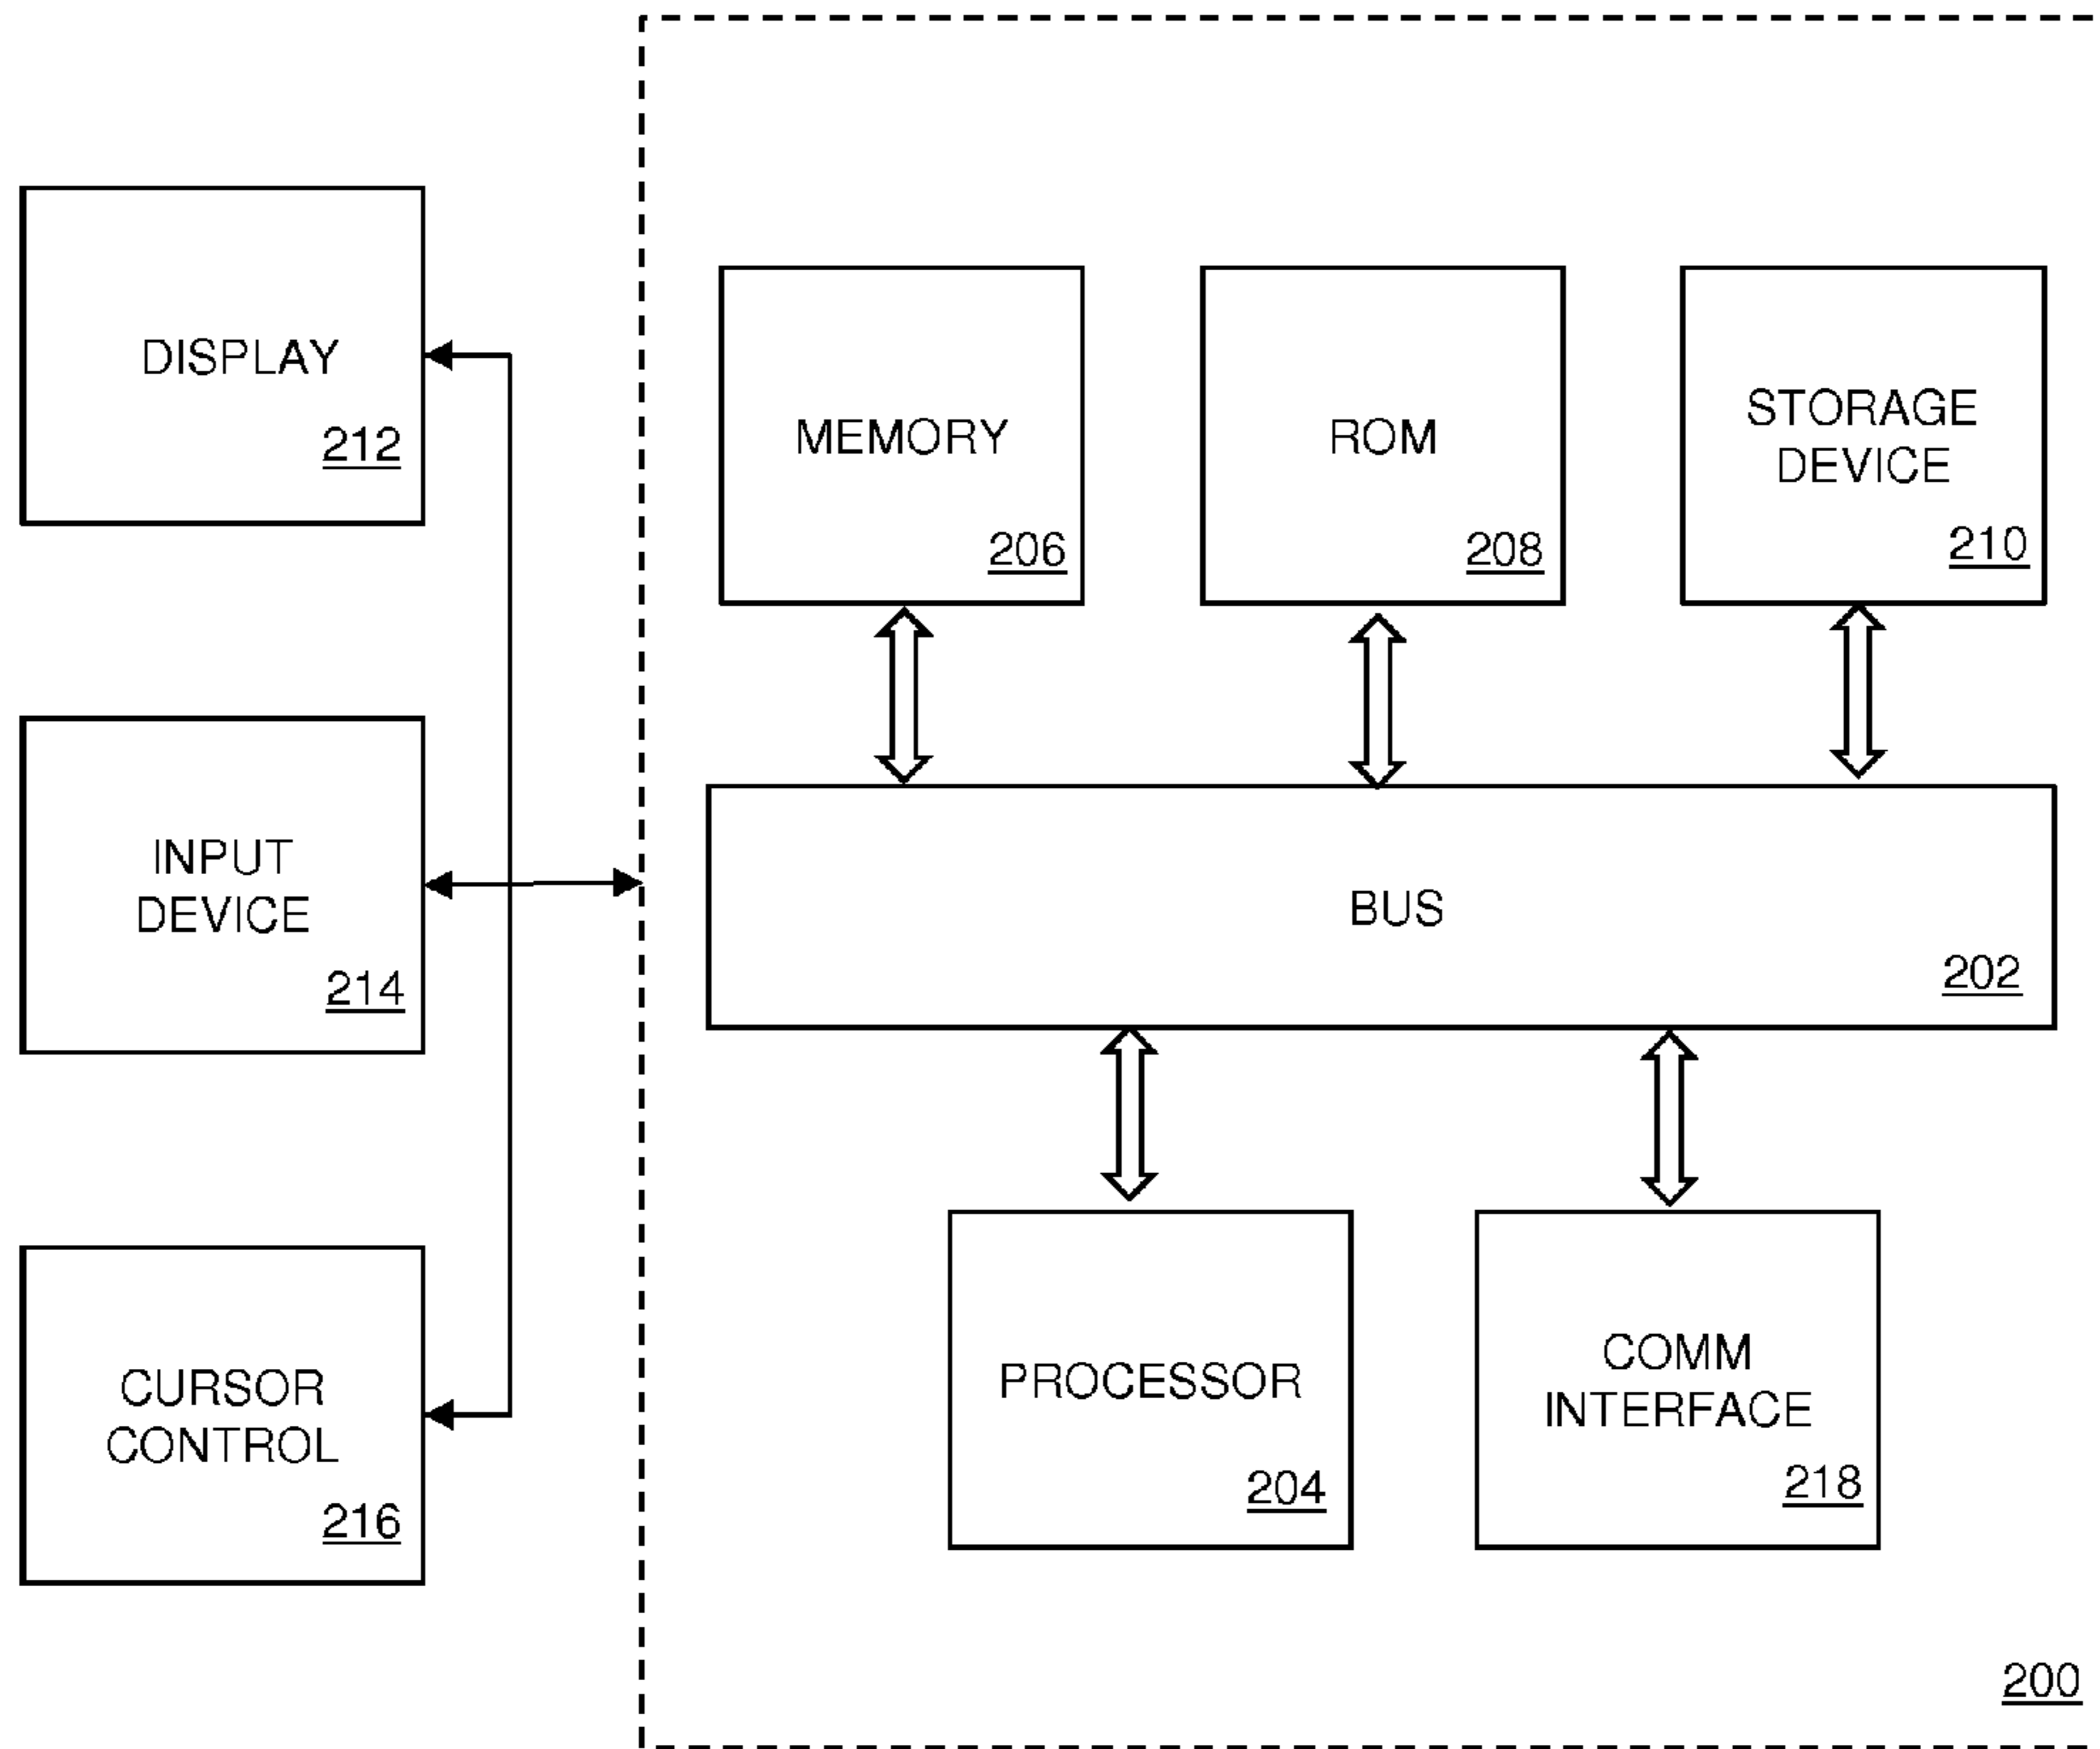 DISPLAY
212
MEMORY
206
ROM
208
STORAGE
DEVICE
210
INPUT
DEVICE
214
BUS
202
CURSOR
CONTROL
216
PROCESSOR
204
COMM
INTERFACE
218
200